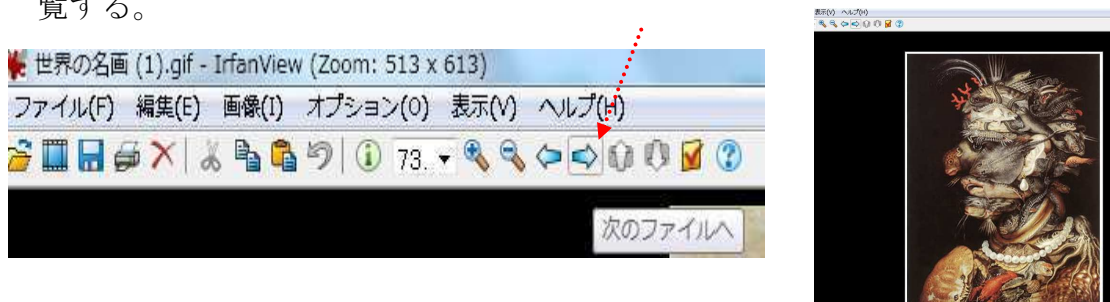 覧する。
世界の名画 (1).gif - IrfanView (Zoom: 513 x 613)
ファイル(F) 編集(E) 画像(I) オプション(O) 表示(V) ヘルプ(H)
73.
次のファイルへ
表示(V) ヘルプ(H)